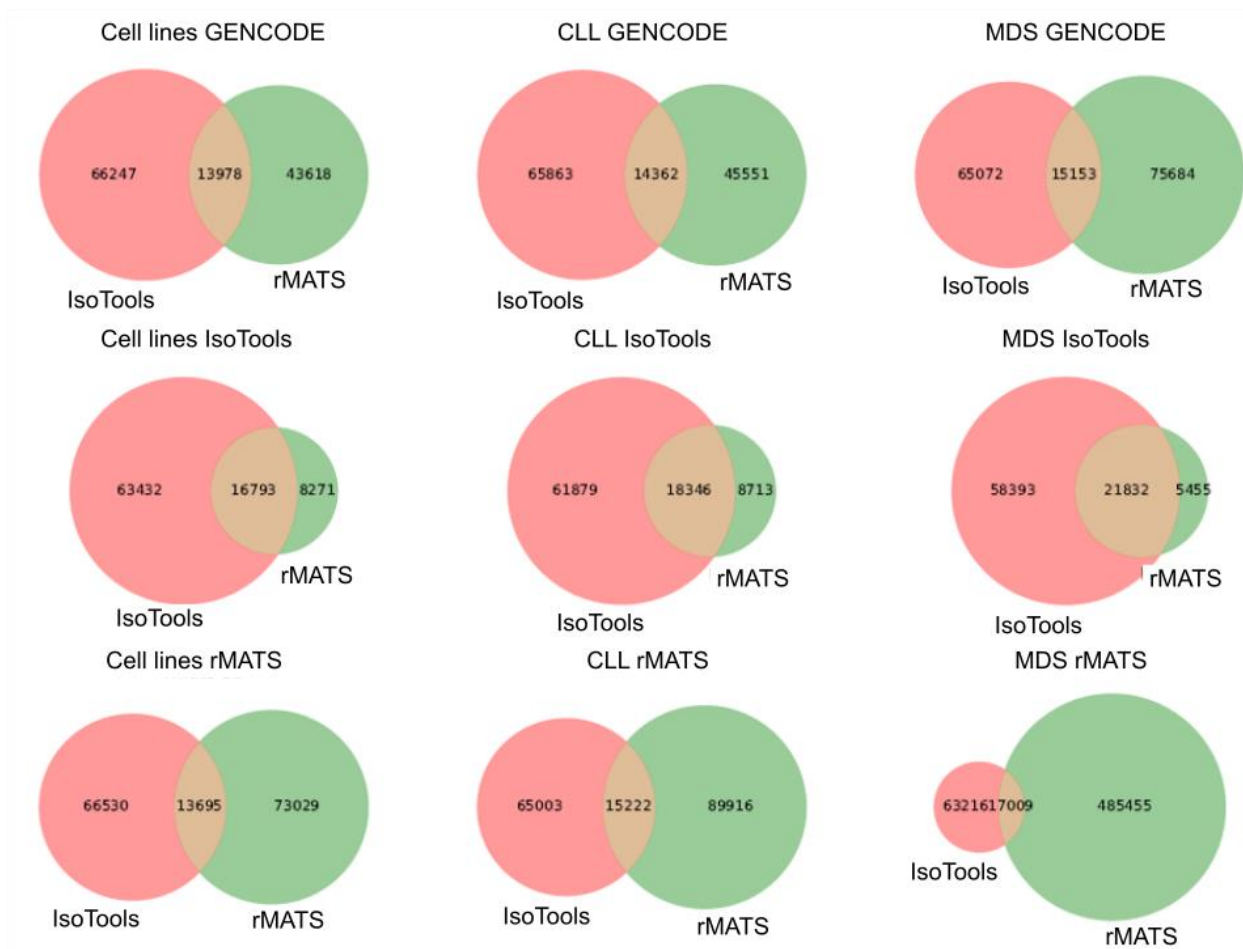 Cell lines GENCODE
CLL GENCODE
MDS GENCODE
66247 13978 43618
65863 14362 45551
65072 15153 75684
IsoTools rMATS
IsoTools rMATS
IsoTools rMATS
Cell lines IsoTools
CLL IsoTools
MDS IsoTools
63432 16793 8271
61879 18346 8713
58393 21832 5455
rMATS
rMATS
rMATS
IsoTools
IsoTools
IsoTools
Cell lines rMATS
CLL rMATS
MDS rMATS
66530 13695 73029
65003 15222 89916
63216 17009 485455
IsoTools rMATS
IsoTools rMATS
IsoTools
rMATS